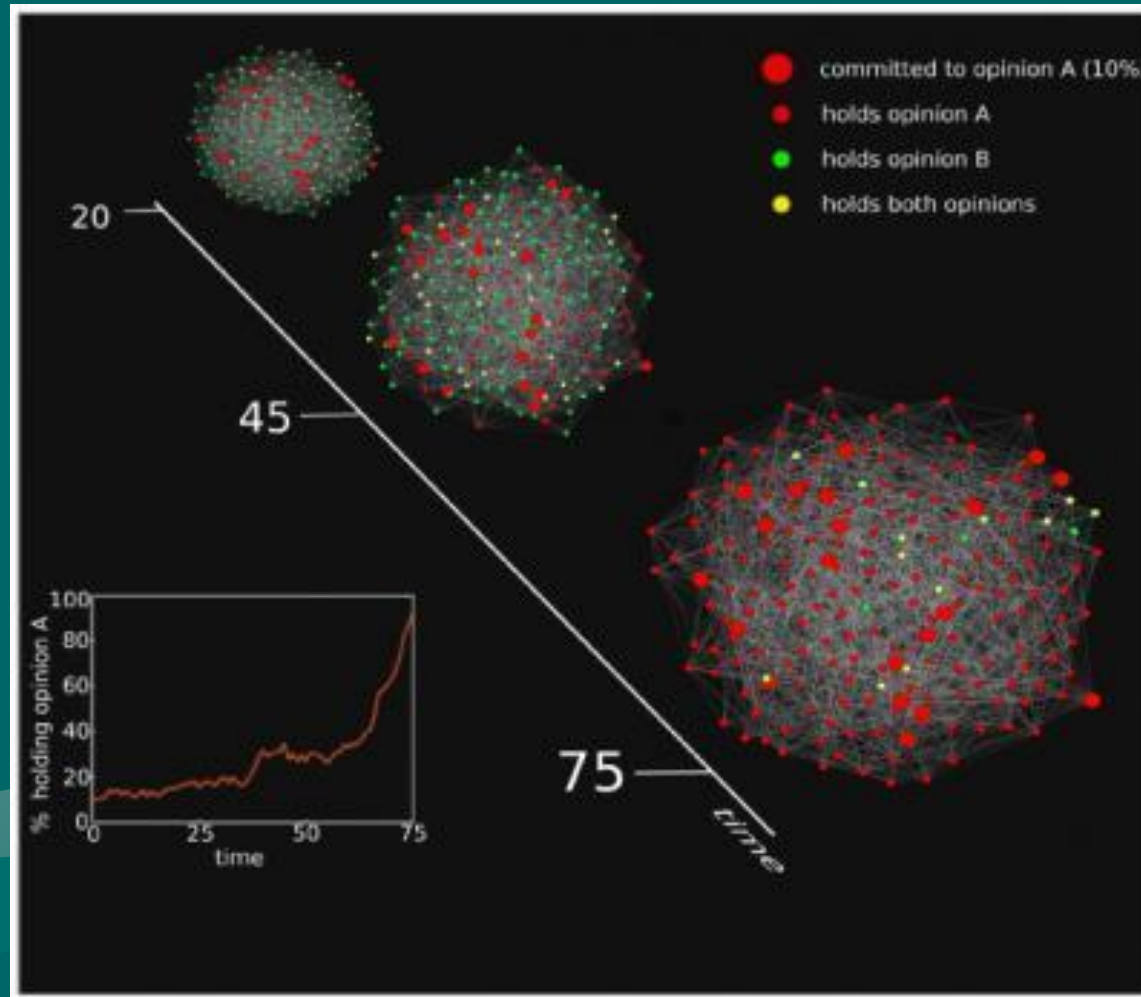 committed to opinion A (10%
holds opinion A
holds opinion B
holds both opinions
20
45
75
time
% holding opinion A
100
80
60
40
20
0
0 25 50 75
time